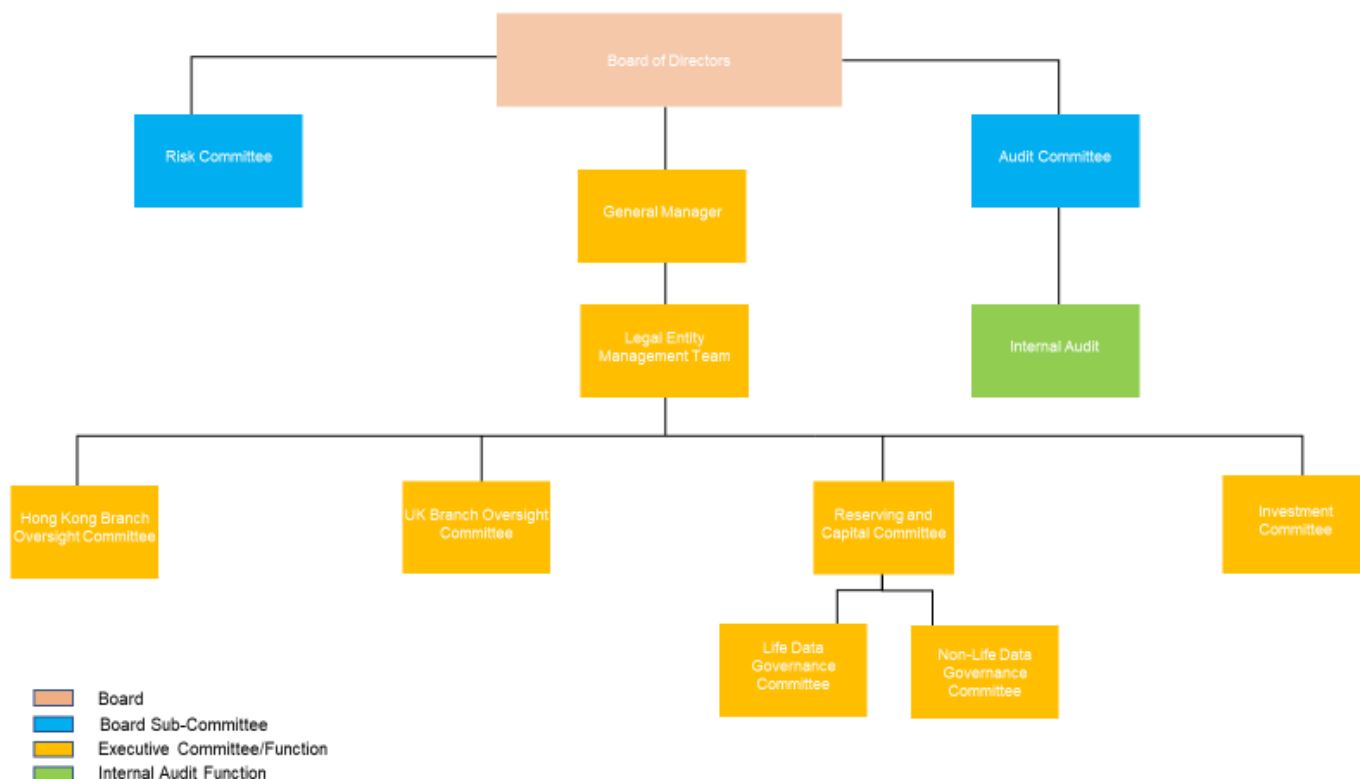 Board of Directors
Risk Committee
Audit Committee
General Manager
Legal Entity
Management Team
Internal Audit
Hong Kong Branch
Oversight Committee
UK Branch Oversight
Committee
Reserving and
Capital Committee
Investment
Committee
Life Data
Governance
Committee
Non-Life Data
Governance
Committee
Board
Board Sub-Committee
Executive Committee/Function
Internal Audit Function